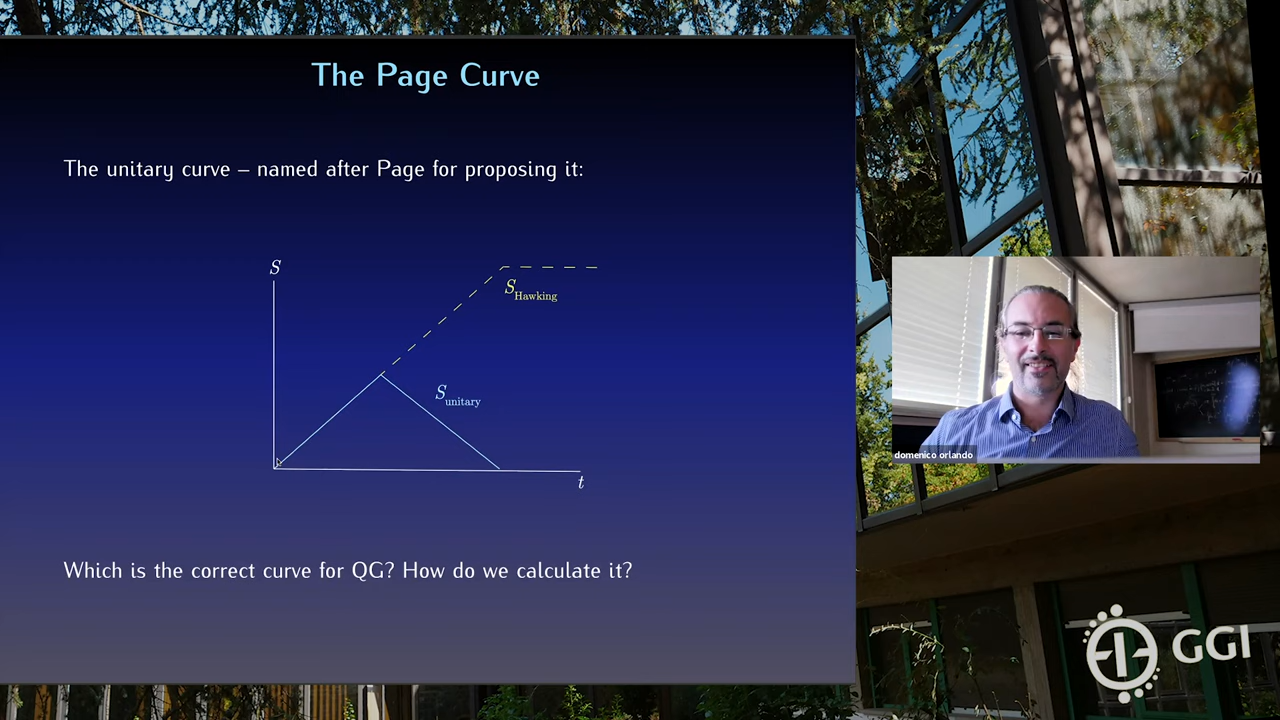 The Page Curve
The unitary curve – named after Page for proposing it:
S
S_Hawking
S_unitary
t
Which is the correct curve for QG? How do we calculate it?
domenico orlando
GGI